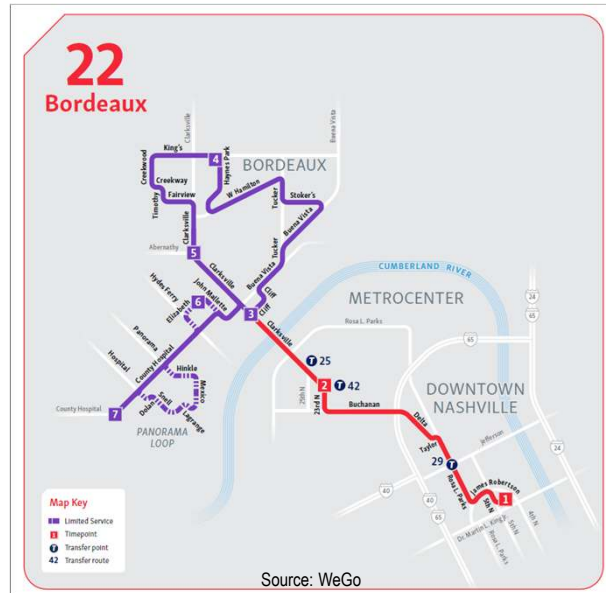 22
Bordeaux
Clarksville
Buena Vista
King's
4
BORDEAUX
Creekwood
Haynes Park
Creekway
W Hamilton
Tucker
Stoker's
Timothy
Fairview
Buena Vista
Clarksville
Abernathy
5
Tucker
Clarksville
Buena Vista
CUMBERLAND RIVER
Hydes Ferry
John Mallette
Cliff
6
Elizabeth
Cliff
3
METROCENTER
24
Panorama
Clarksville
Rosa L. Parks
65
Hospital
County Hospital
T 25
Hinkle
2
T 42
Mexico
25th N
23rd N
Buchanan
DOWNTOWN
NASHVILLE
County Hospital
7
Snell
Dolan
Lagrange
Delta
PANORAMA
LOOP
Taylor
Jefferson
24
29 T
40
65
Rosa L. Parks
James Robertson
1
5th N
4th N
Map Key
Limited Service
1 Timepoint
T Transfer point
42 Transfer route
Dr. Martin L. King Jr.
5th N
Rosa L. Parks
40
Source: WeGo